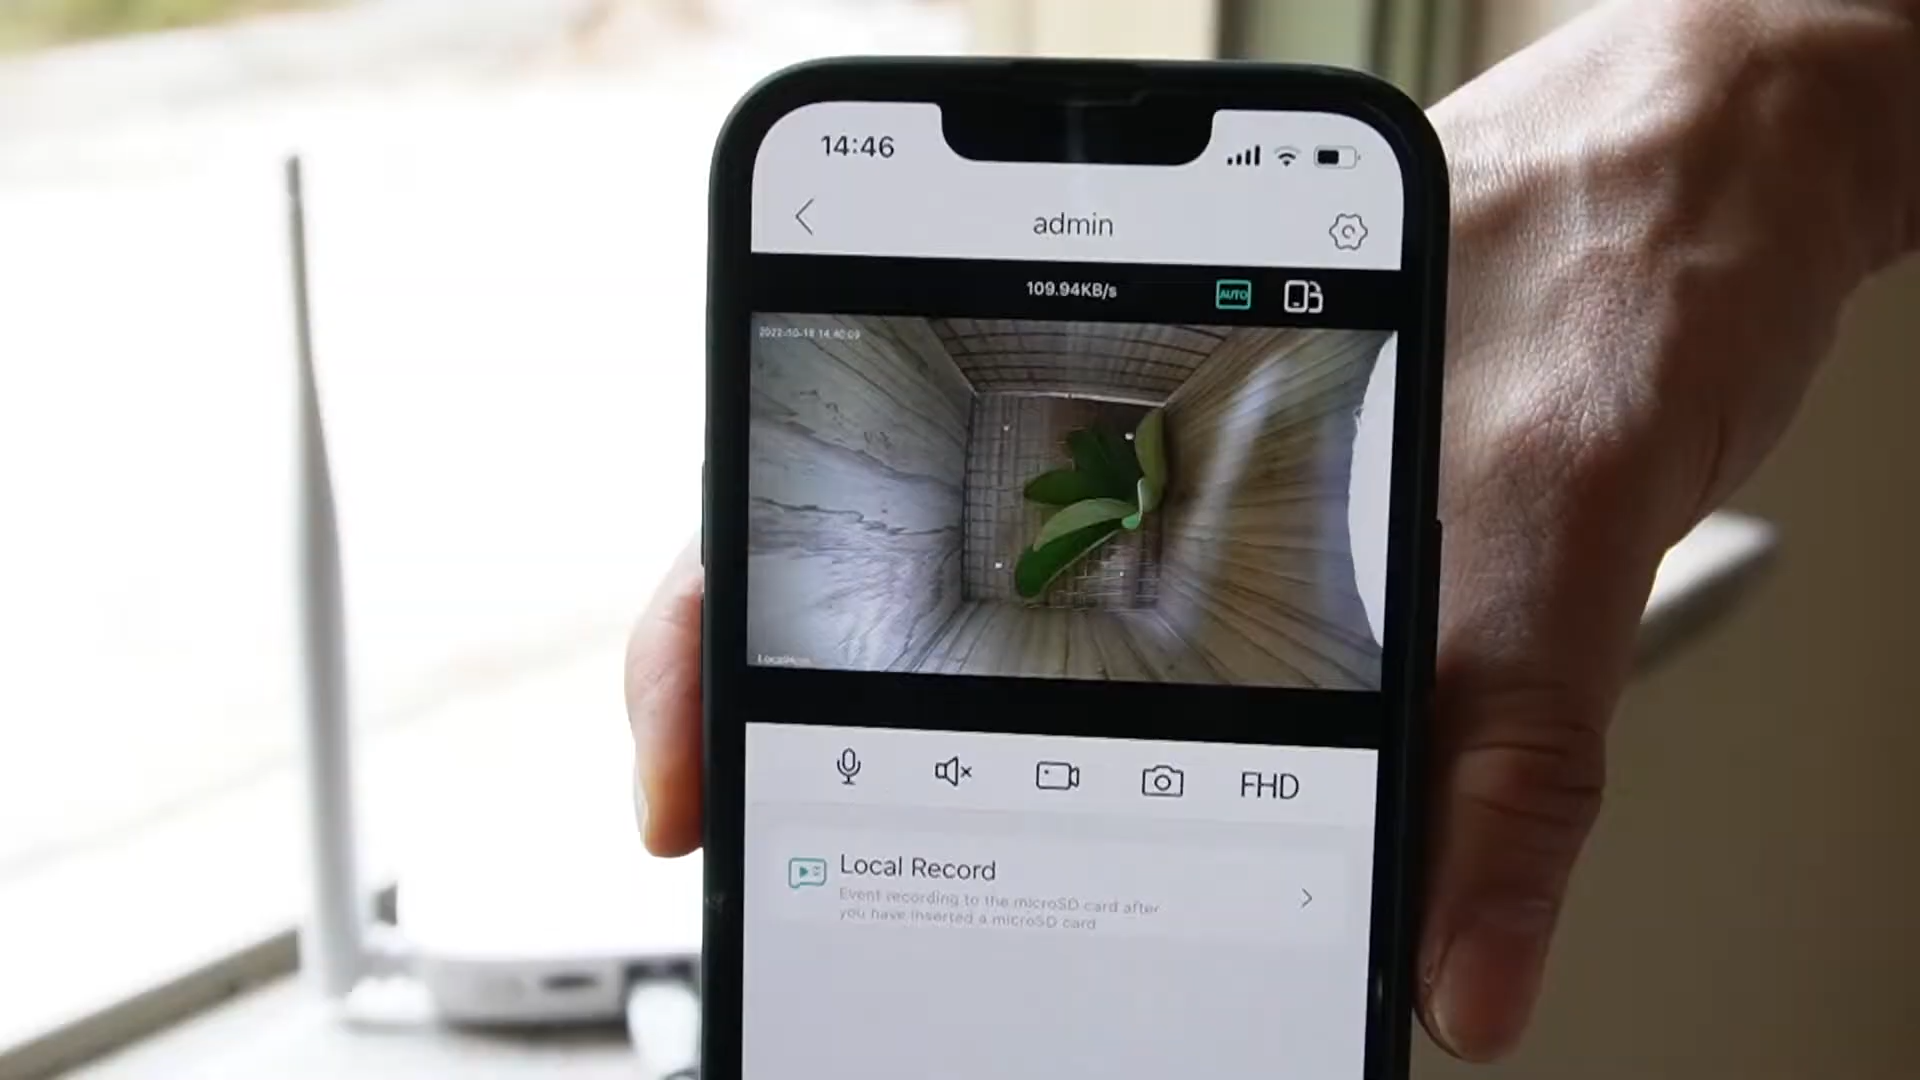 14:46
admin
109.94KB/s
AUTO
FHD
Local Record
Event recording to the microSD card after
you have inserted a microSD card